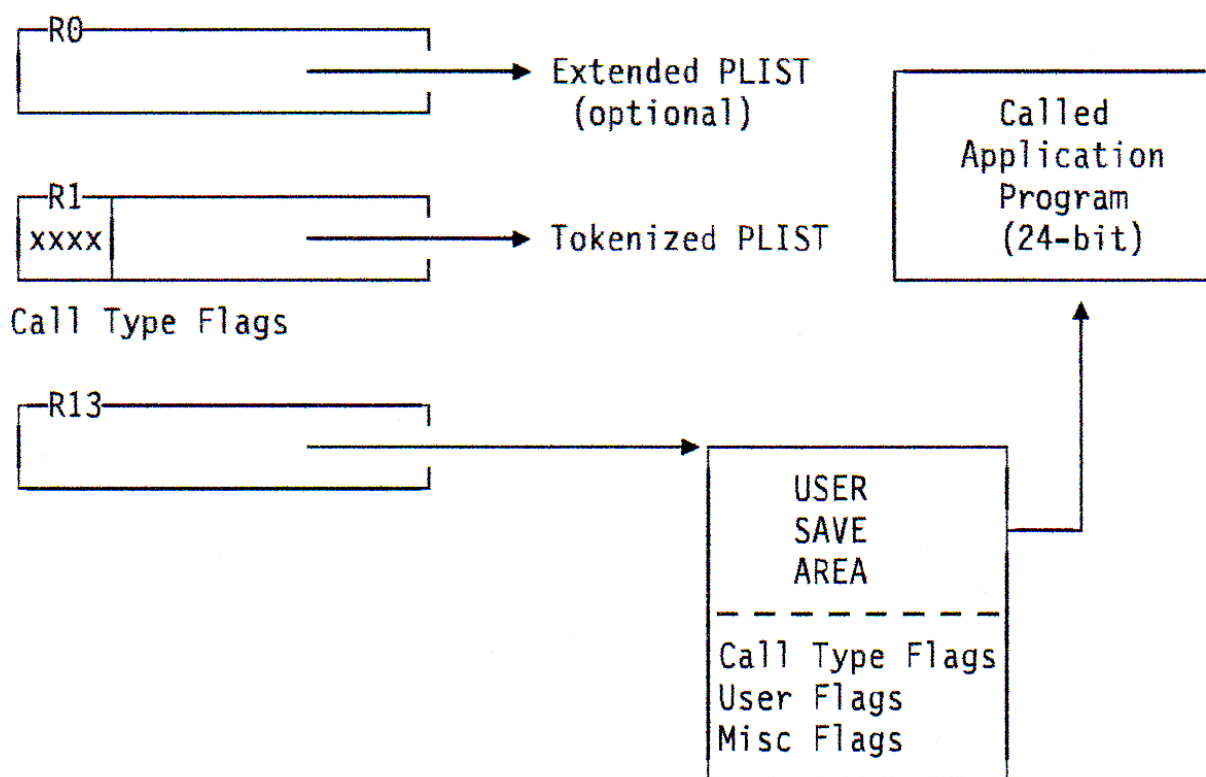 R0
Extended PLIST
(optional)
Called
Application
Program
(24-bit)
R1
xxxx
Tokenized PLIST
Call Type Flags
R13
USER
SAVE
AREA
Call Type Flags
User Flags
Misc Flags